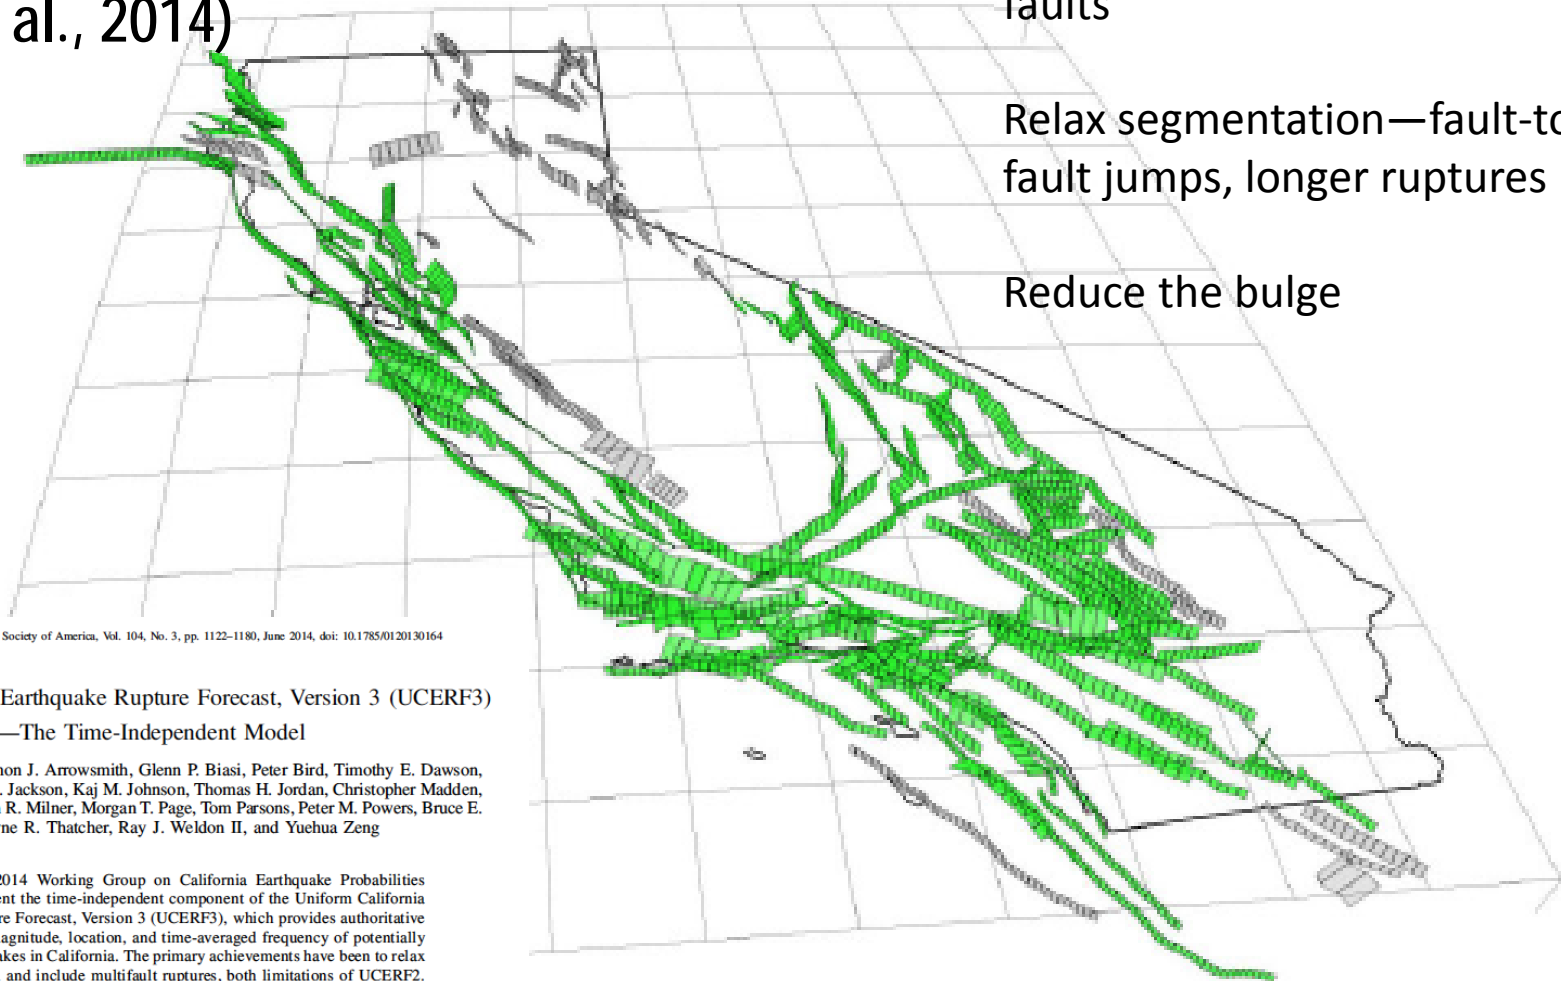 al., 2014)
faults
Relax segmentation—fault-to
fault jumps, longer ruptures
Reduce the bulge
Society of America, Vol. 104, No. 3, pp. 1122–1180, June 2014, doi: 10.1785/0120130164
Earthquake Rupture Forecast, Version 3 (UCERF3)
—The Time-Independent Model
J. Arrowsmith, Glenn P. Biasi, Peter Bird, Timothy E. Dawson,
Jackson, Kaj M. Johnson, Thomas H. Jordan, Christopher Madden,
R. Milner, Morgan T. Page, Tom Parsons, Peter M. Powers, Bruce E.
R. Thatcher, Ray J. Weldon II, and Yuehua Zeng
2014 Working Group on California Earthquake Probabilities
the time-independent component of the Uniform California
Forecast, Version 3 (UCERF3), which provides authoritative
magnitude, location, and time-averaged frequency of potentially
in California. The primary achievements have been to relax
and include multifault ruptures, both limitations of UCERF2.